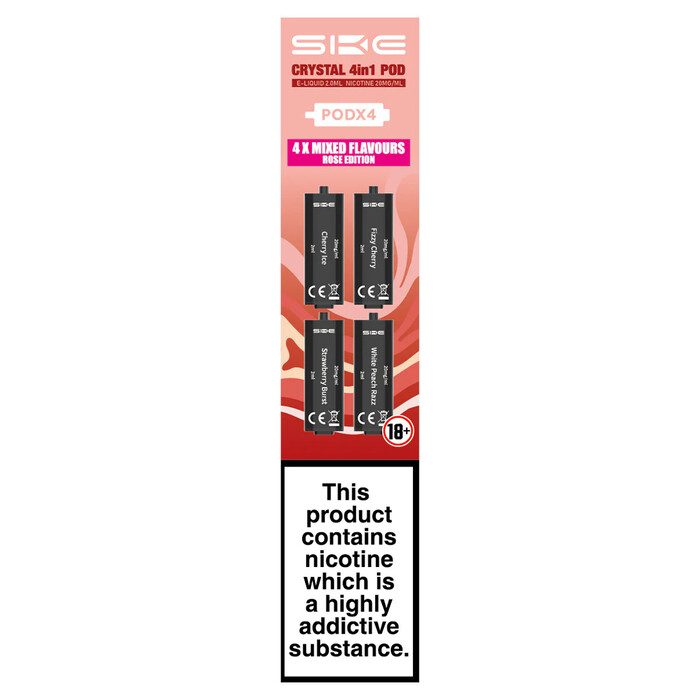 SKE
CRYSTAL 4in1 POD
E-LIQUID 2.0ML NICOTINE 20MG/ML
PODX4
4 X MIXED FLAVOURS
ROSE EDITION
SKE
Cherry Ice
20mg/ml
2ml
CE
SKE
Fizzy Cherry
20mg/ml
2ml
CE
SKE
Strawberry Burst
20mg/ml
2ml
CE
SKE
White Peach Razz
20mg/ml
2ml
CE
18+
This
product
contains
nicotine
which is
a highly
addictive
substance.